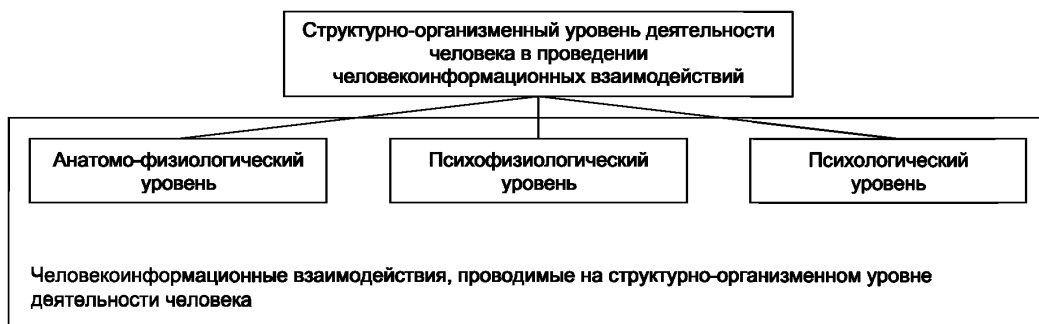 Структурно-организменный уровень деятельности
человека в проведении
человекоинформационных взаимодействий
Анатомо-физиологический
уровень
Психофизиологический
уровень
Психологический
уровень
Человекоинформационные взаимодействия, проводимые на структурно-организменном уровне
деятельности человека